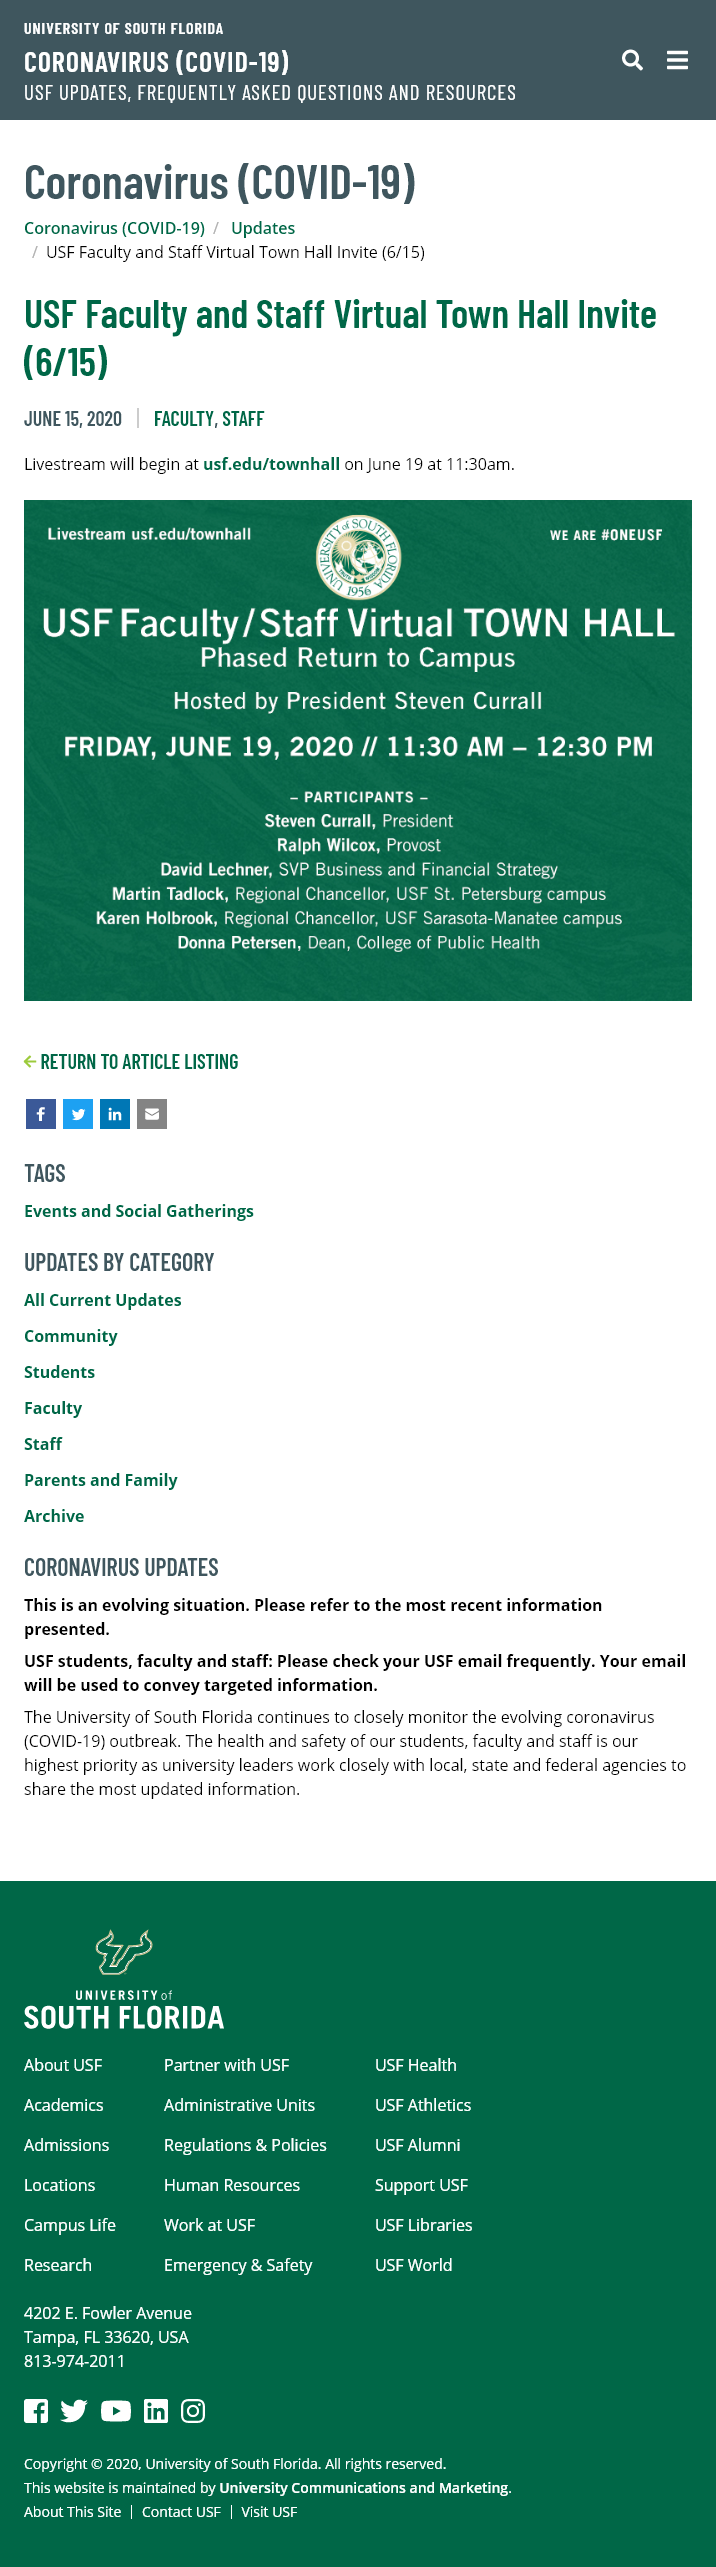 UNIVERSITY OF SOUTH FLORIDA
CORONAVIRUS (COVID-19)
USF UPDATES, FREQUENTLY ASKED QUESTIONS AND RESOURCES
Coronavirus (COVID-19)
Coronavirus (COVID-19) / Updates
/ USF Faculty and Staff Virtual Town Hall Invite (6/15)
USF Faculty and Staff Virtual Town Hall Invite
(6/15)
JUNE 15, 2020 | FACULTY, STAFF
Livestream will begin at usf.edu/townhall on June 19 at 11:30am.
Livestream usf.edu/townhall
UNIVERSITY OF SOUTH FLORIDA
TRUTH WISDOM
1956
WE ARE #ONEUSF
USF Faculty/Staff Virtual TOWN HALL
Phased Return to Campus
Hosted by President Steven Currall
FRIDAY, JUNE 19, 2020 // 11:30 AM – 12:30 PM
– PARTICIPANTS –
Steven Currall, President
Ralph Wilcox, Provost
David Lechner, SVP Business and Financial Strategy
Martin Tadlock, Regional Chancellor, USF St. Petersburg campus
Karen Holbrook, Regional Chancellor, USF Sarasota-Manatee campus
Donna Petersen, Dean, College of Public Health
RETURN TO ARTICLE LISTING
TAGS
Events and Social Gatherings
UPDATES BY CATEGORY
All Current Updates
Community
Students
Faculty
Staff
Parents and Family
Archive
CORONAVIRUS UPDATES
This is an evolving situation. Please refer to the most recent information
presented.
USF students, faculty and staff: Please check your USF email frequently. Your email
will be used to convey targeted information.
The University of South Florida continues to closely monitor the evolving coronavirus
(COVID-19) outbreak. The health and safety of our students, faculty and staff is our
highest priority as university leaders work closely with local, state and federal agencies to
share the most updated information.
UNIVERSITY of
SOUTH FLORIDA
About USF Partner with USF USF Health
Academics Administrative Units USF Athletics
Admissions Regulations & Policies USF Alumni
Locations Human Resources Support USF
Campus Life Work at USF USF Libraries
Research Emergency & Safety USF World
4202 E. Fowler Avenue
Tampa, FL 33620, USA
813-974-2011
Copyright © 2020, University of South Florida. All rights reserved.
This website is maintained by University Communications and Marketing.
About This Site | Contact USF | Visit USF